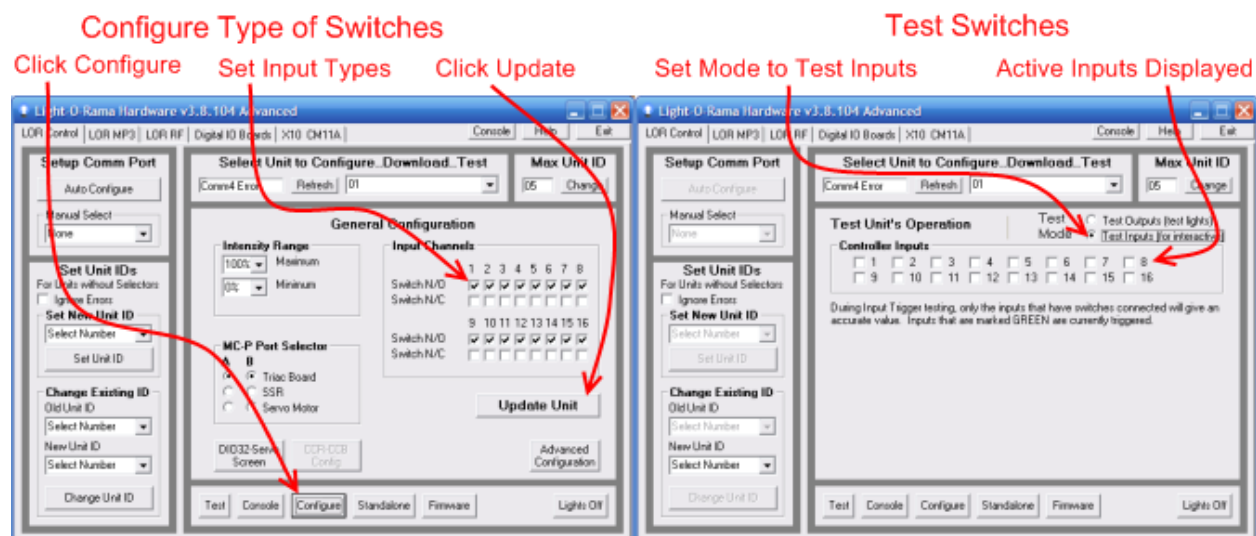 Configure Type of Switches
Click Configure Set Input Types Click Update
Light-O-Rama Hardware v3.8.104 Advanced
LOR Control LOR MP3 LOR RF Digital IO Boards X10 CM11A Console Help Exit
Setup Comm Port
Auto Configure
Manual Select
None
Set Unit IDs
For Units without Selectors
Ignore Errors
Set New Unit ID
Select Number
Set Unit ID
Change Existing ID
Old Unit ID
Select Number
New Unit ID
Select Number
Change Unit ID
Select Unit to Configure..Download..Test
Comm4 Error Refresh 01
Max Unit ID
05 Change
General Configuration
Intensity Range
100% Maximum
0% Minimum
MC-P Port Selector
A B
Triac Board
SSR
Servo Motor
Input Channels
1 2 3 4 5 6 7 8
Switch N/O
Switch N/C
9 10 11 12 13 14 15 16
Switch N/O
Switch N/C
Update Unit
DIO32-Servo Screen
CCR-CCB Config
Advanced Configuration
Test Console Configure Standalone Firmware Lights Off
Test Switches
Set Mode to Test Inputs Active Inputs Displayed
Light-O-Rama Hardware v3.8.104 Advanced
LOR Control LOR MP3 LOR RF Digital IO Boards X10 CM11A Console Help Exit
Setup Comm Port
Auto Configure
Manual Select
None
Set Unit IDs
For Units without Selectors
Ignore Errors
Set New Unit ID
Select Number
Set Unit ID
Change Existing ID
Old Unit ID
Select Number
New Unit ID
Select Number
Change Unit ID
Select Unit to Configure..Download..Test
Comm4 Error Refresh 01
Max Unit ID
05 Change
Test Unit's Operation
Test Mode
Test Outputs (test lights)
Test Inputs (for interactive)
Controller Inputs
1 2 3 4 5 6 7 8
9 10 11 12 13 14 15 16
During Input Trigger testing, only the inputs that have switches connected will give an
accurate value. Inputs that are marked GREEN are currently triggered.
Test Console Configure Standalone Firmware Lights Off